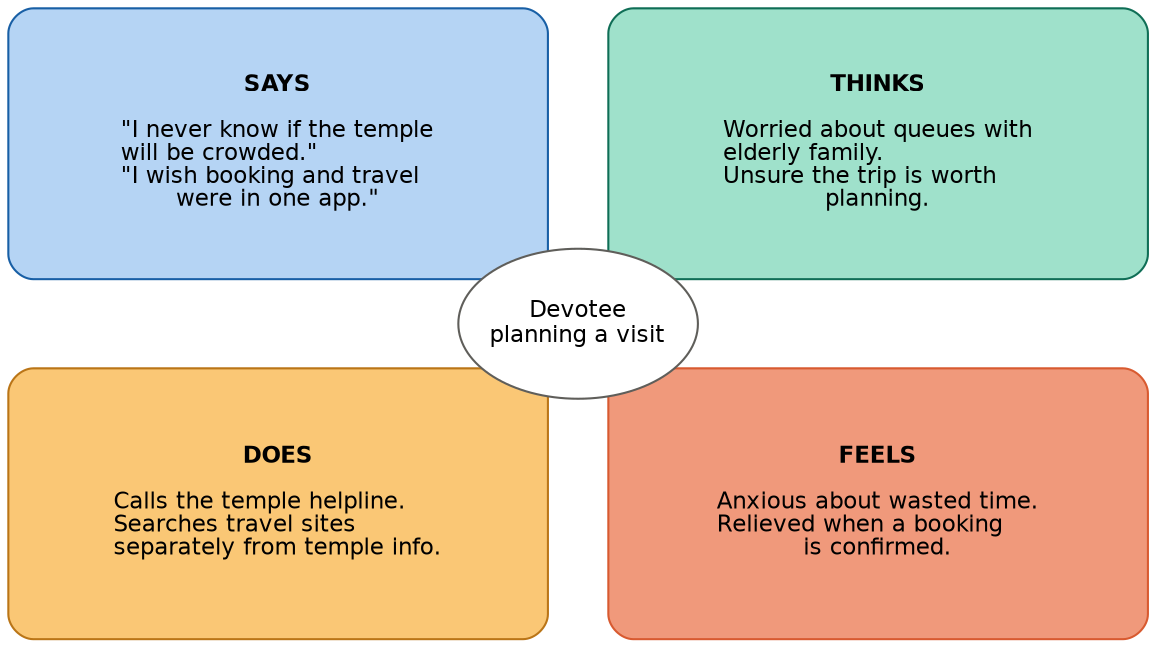 SAYS
"I never know if the temple
will be crowded."
"I wish booking and travel
were in one app."
THINKS
Worried about queues with
elderly family.
Unsure the trip is worth
planning.
Devotee
planning a visit
DOES
Calls the temple helpline.
Searches travel sites
separately from temple info.
FEELS
Anxious about wasted time.
Relieved when a booking
is confirmed.